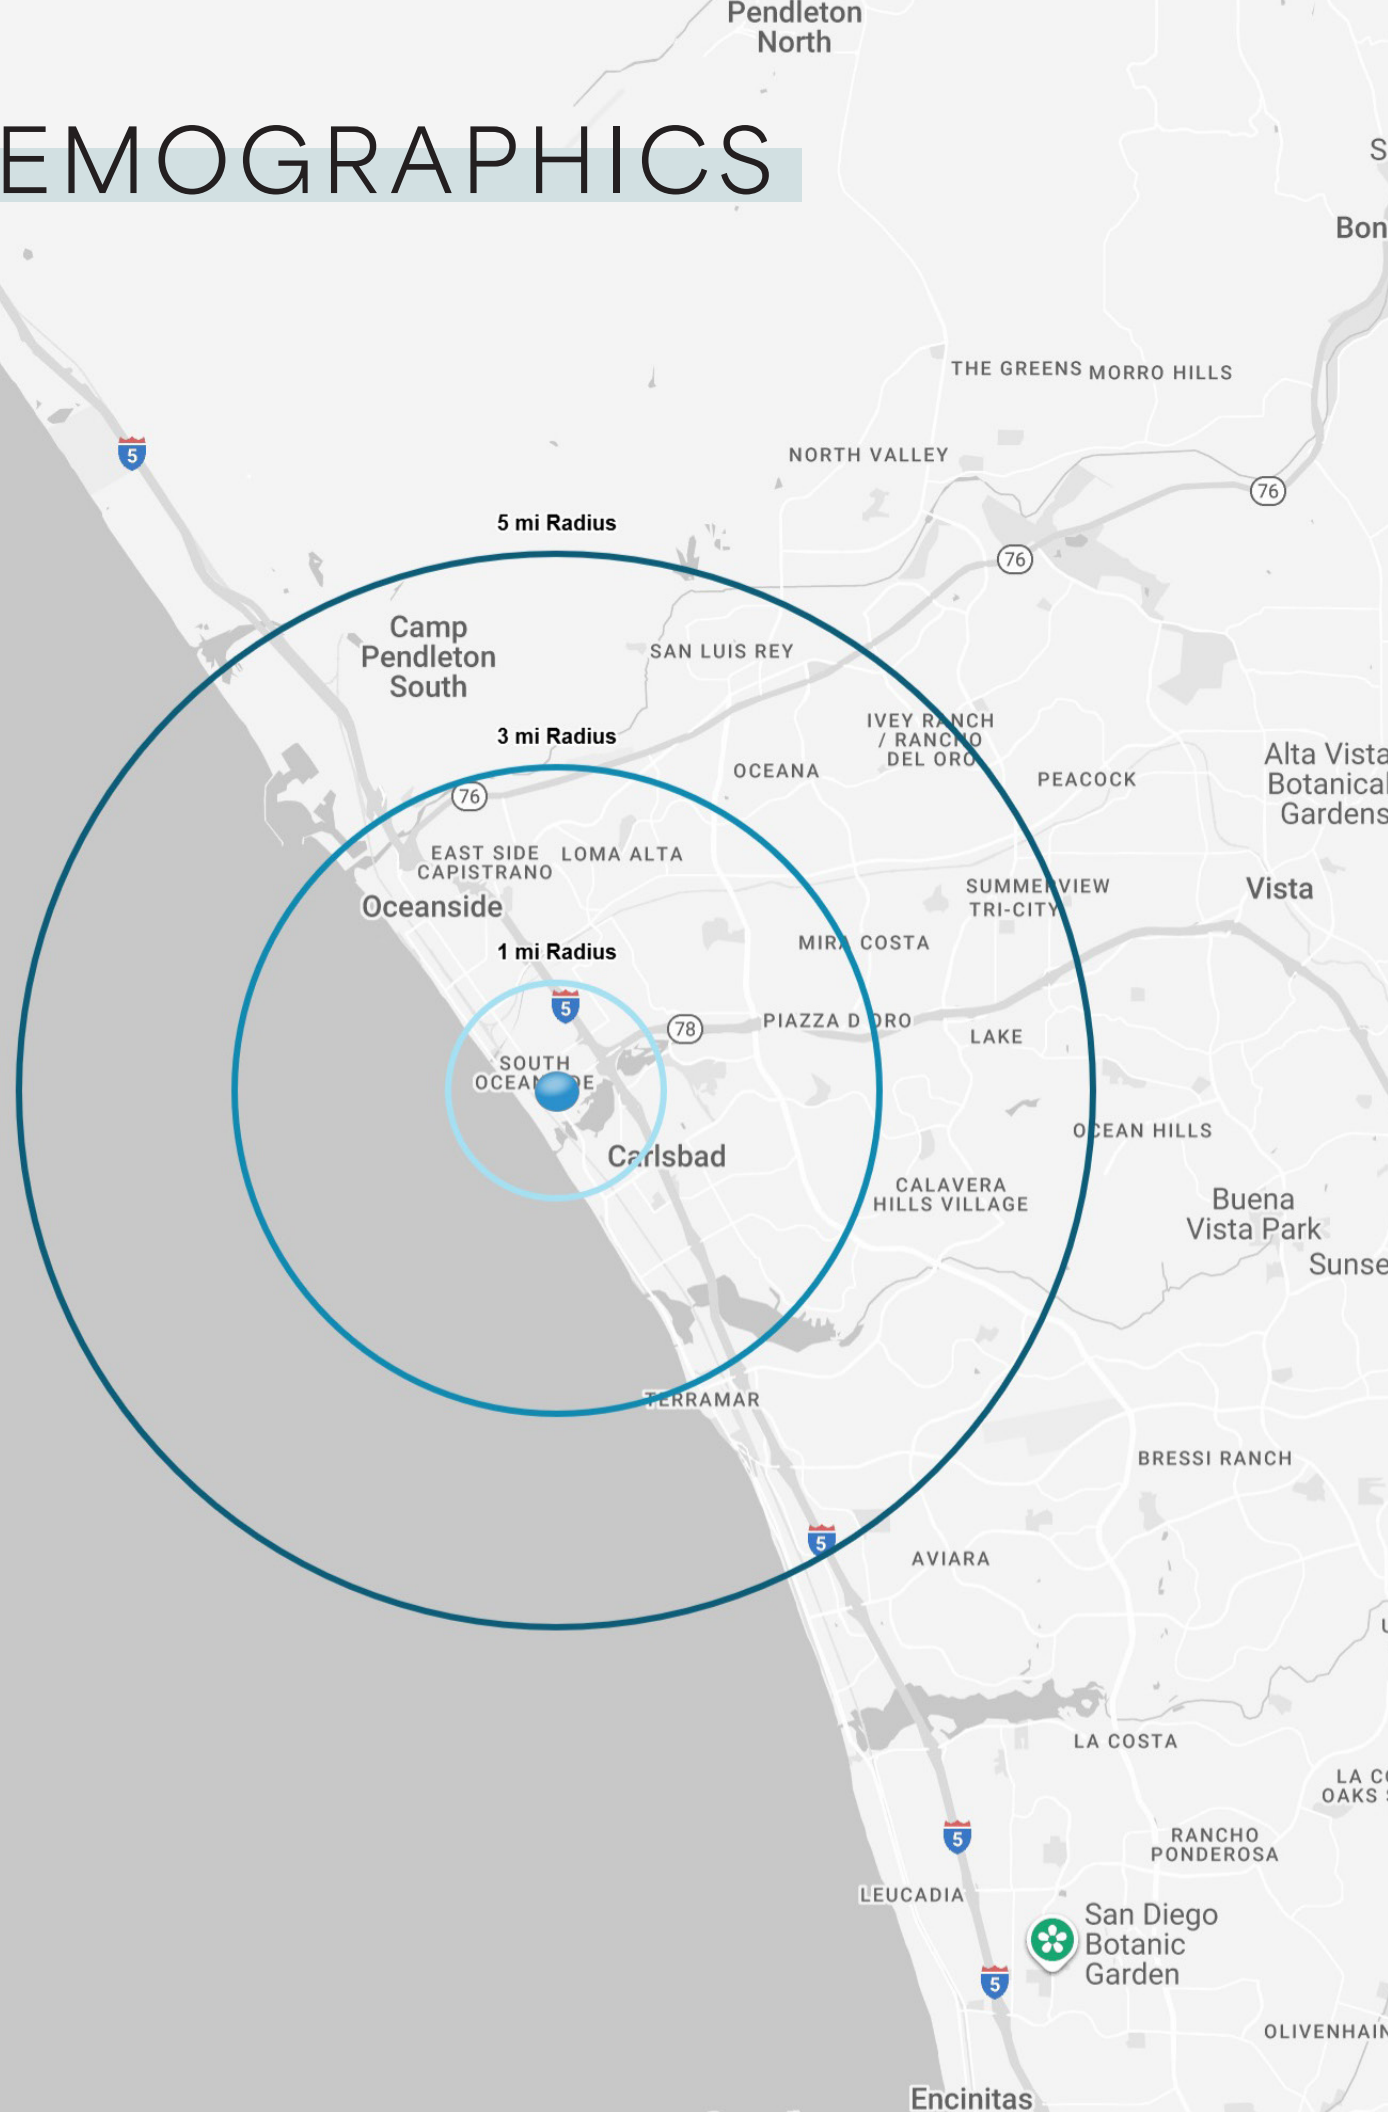 Pendleton
North
EMOGRAPHICS
S
Bon
THE GREENS
MORRO HILLS
5
NORTH VALLEY
76
5 mi Radius
76
Camp
Pendleton
South
SAN LUIS REY
3 mi Radius
IVEY RANCH
/ RANCHO
DEL ORO
OCEANA
PEACOCK
Alta Vista
Botanical
Gardens
76
EAST SIDE
CAPISTRANO
LOMA ALTA
SUMMERVIEW
TRI-CITY
Vista
Oceanside
1 mi Radius
MIRA COSTA
5
78
PIAZZA D ORO
LAKE
SOUTH
OCEANSIDE
OCEAN HILLS
Carlsbad
CALAVERA
HILLS VILLAGE
Buena
Vista Park
Sunse
TERRAMAR
BRESSI RANCH
5
AVIARA
LA COSTA
LA CO
OAKS
5
RANCHO
PONDEROSA
LEUCADIA
San Diego
Botanic
Garden
5
OLIVENHAIN
Encinitas